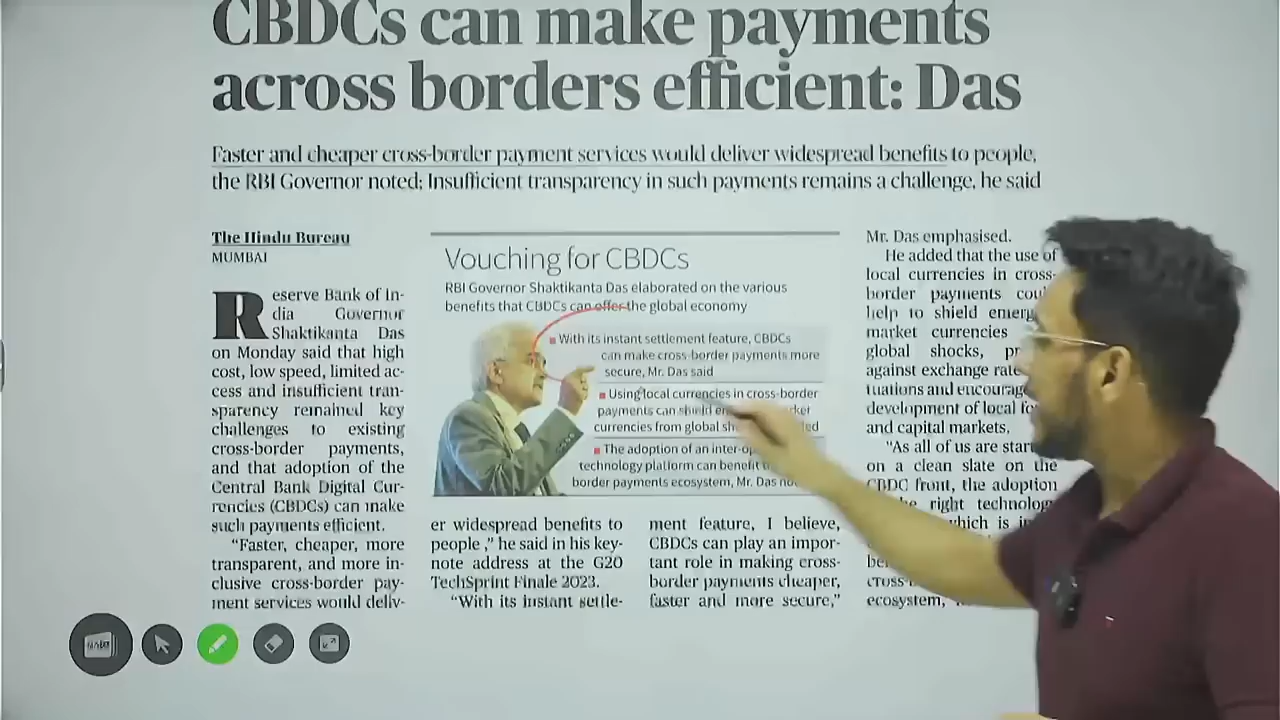 CBDCs can make payments
across borders efficient: Das
Faster and cheaper cross-border payment services would deliver widespread benefits to people,
the RBI Governor noted; Insufficient transparency in such payments remains a challenge, he said
The Hindu Bureau
MUMBAI
Reserve Bank of In-
dia Governor
Shaktikanta Das
on Monday said that high
cost, low speed, limited ac-
cess and insufficient tran-
sparency remained key
challenges to existing
cross-border payments,
and that adoption of the
Central Bank Digital Cur-
rencies (CBDCs) can make
such payments efficient.
“Faster, cheaper, more
transparent, and more in-
clusive cross-border pay-
ment services would deliv-
Vouching for CBDCs
RBI Governor Shaktikanta Das elaborated on the various
benefits that CBDCs can offer the global economy
With its instant settlement feature, CBDCs
can make cross-border payments more
secure, Mr. Das said
Using local currencies in cross-border
payments can shield
currencies from global
The adoption of an
technology platform can benefit
border payments ecosystem, Mr. Das
er widespread benefits to
people ,” he said in his key-
note address at the G20
TechSprint Finale 2023.
“With its instant settle-
ment feature, I believe,
CBDCs can play an impor-
tant role in making cross-
border payments cheaper,
faster and more secure,”
Mr. Das emphasised.
He added that the use of
local currencies in cross-
border payments
help to shield
market currencies
global shocks,
against exchange rate
and
development of local
and capital markets.
“As all of us are
on a clean slate on the
CBDC front, the adoption
right technology
which is
ecosystem,